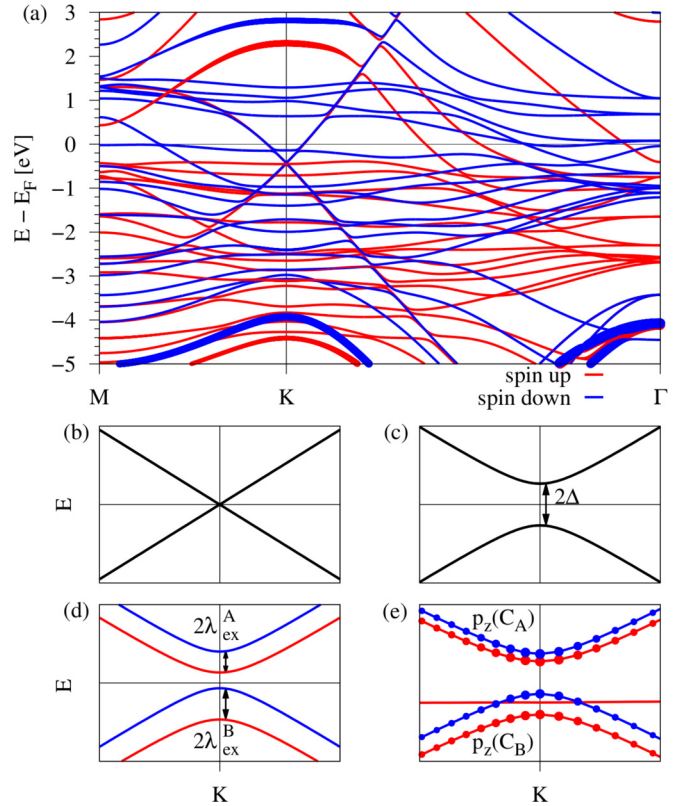 (a)
3
2
1
0
−1
−2
−3
−4
−5
E − E_F [eV]
spin up
spin down
M
K
Γ
(b)
(c)
E
2Δ
(d)
(e)
2λ_ex^A
p_z(C_A)
E
2λ_ex^B
p_z(C_B)
K
K